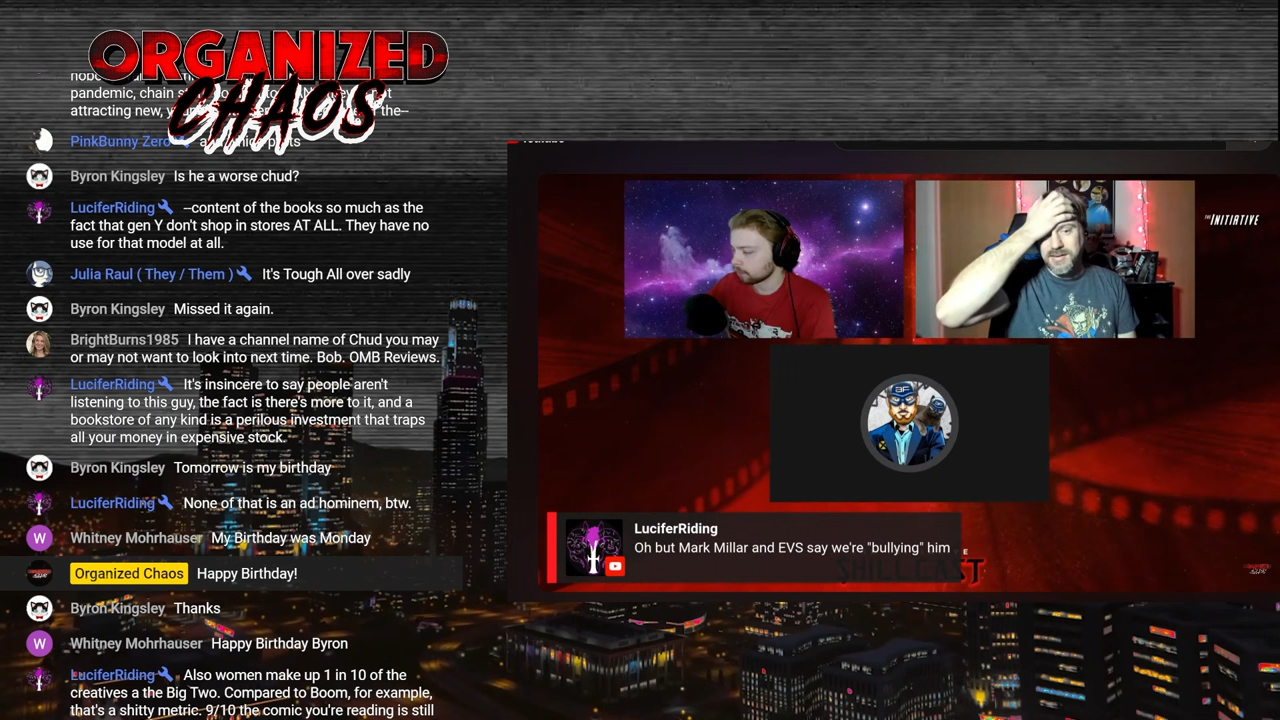 ORGANIZED
CHAOS
pandemic, chain
attracting new,
the--
PinkBunny Zero
Byron Kingsley Is he a worse chud?
LuciferRiding --content of the books so much as the
fact that gen Y don't shop in stores AT ALL. They have no
use for that model at all.
Julia Raul ( They / Them ) It's Tough All over sadly
Byron Kingsley Missed it again.
BrightBurns1985 I have a channel name of Chud you may
or may not want to look into next time. Bob. OMB Reviews.
LuciferRiding It's insincere to say people aren't
listening to this guy, the fact is there's more to it, and a
bookstore of any kind is a perilous investment that traps
all your money in expensive stock.
Byron Kingsley Tomorrow is my birthday
LuciferRiding None of that is an ad hominem, btw.
W Whitney Mohrhauser My Birthday was Monday
Organized Chaos Happy Birthday!
Byron Kingsley Thanks
W Whitney Mohrhauser Happy Birthday Byron
LuciferRiding Also women make up 1 in 10 of the
creatives a the Big Two. Compared to Boom, for example,
that's a shitty metric. 9/10 the comic you're reading is still
THE INITIATIVE
BF
LuciferRiding
Oh but Mark Millar and EVS say we're "bullying" him
SHILLCAST